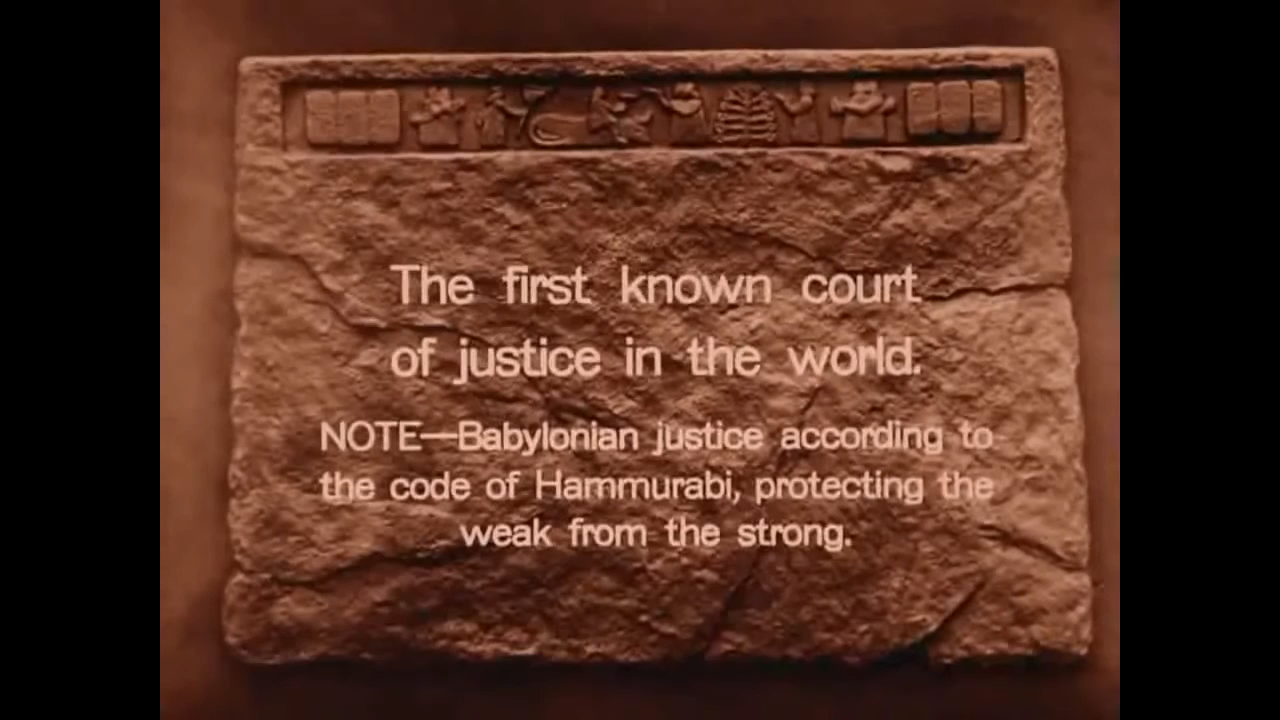 The first known court
of justice in the world.
NOTE—Babylonian justice according to
the code of Hammurabi, protecting the
weak from the strong.